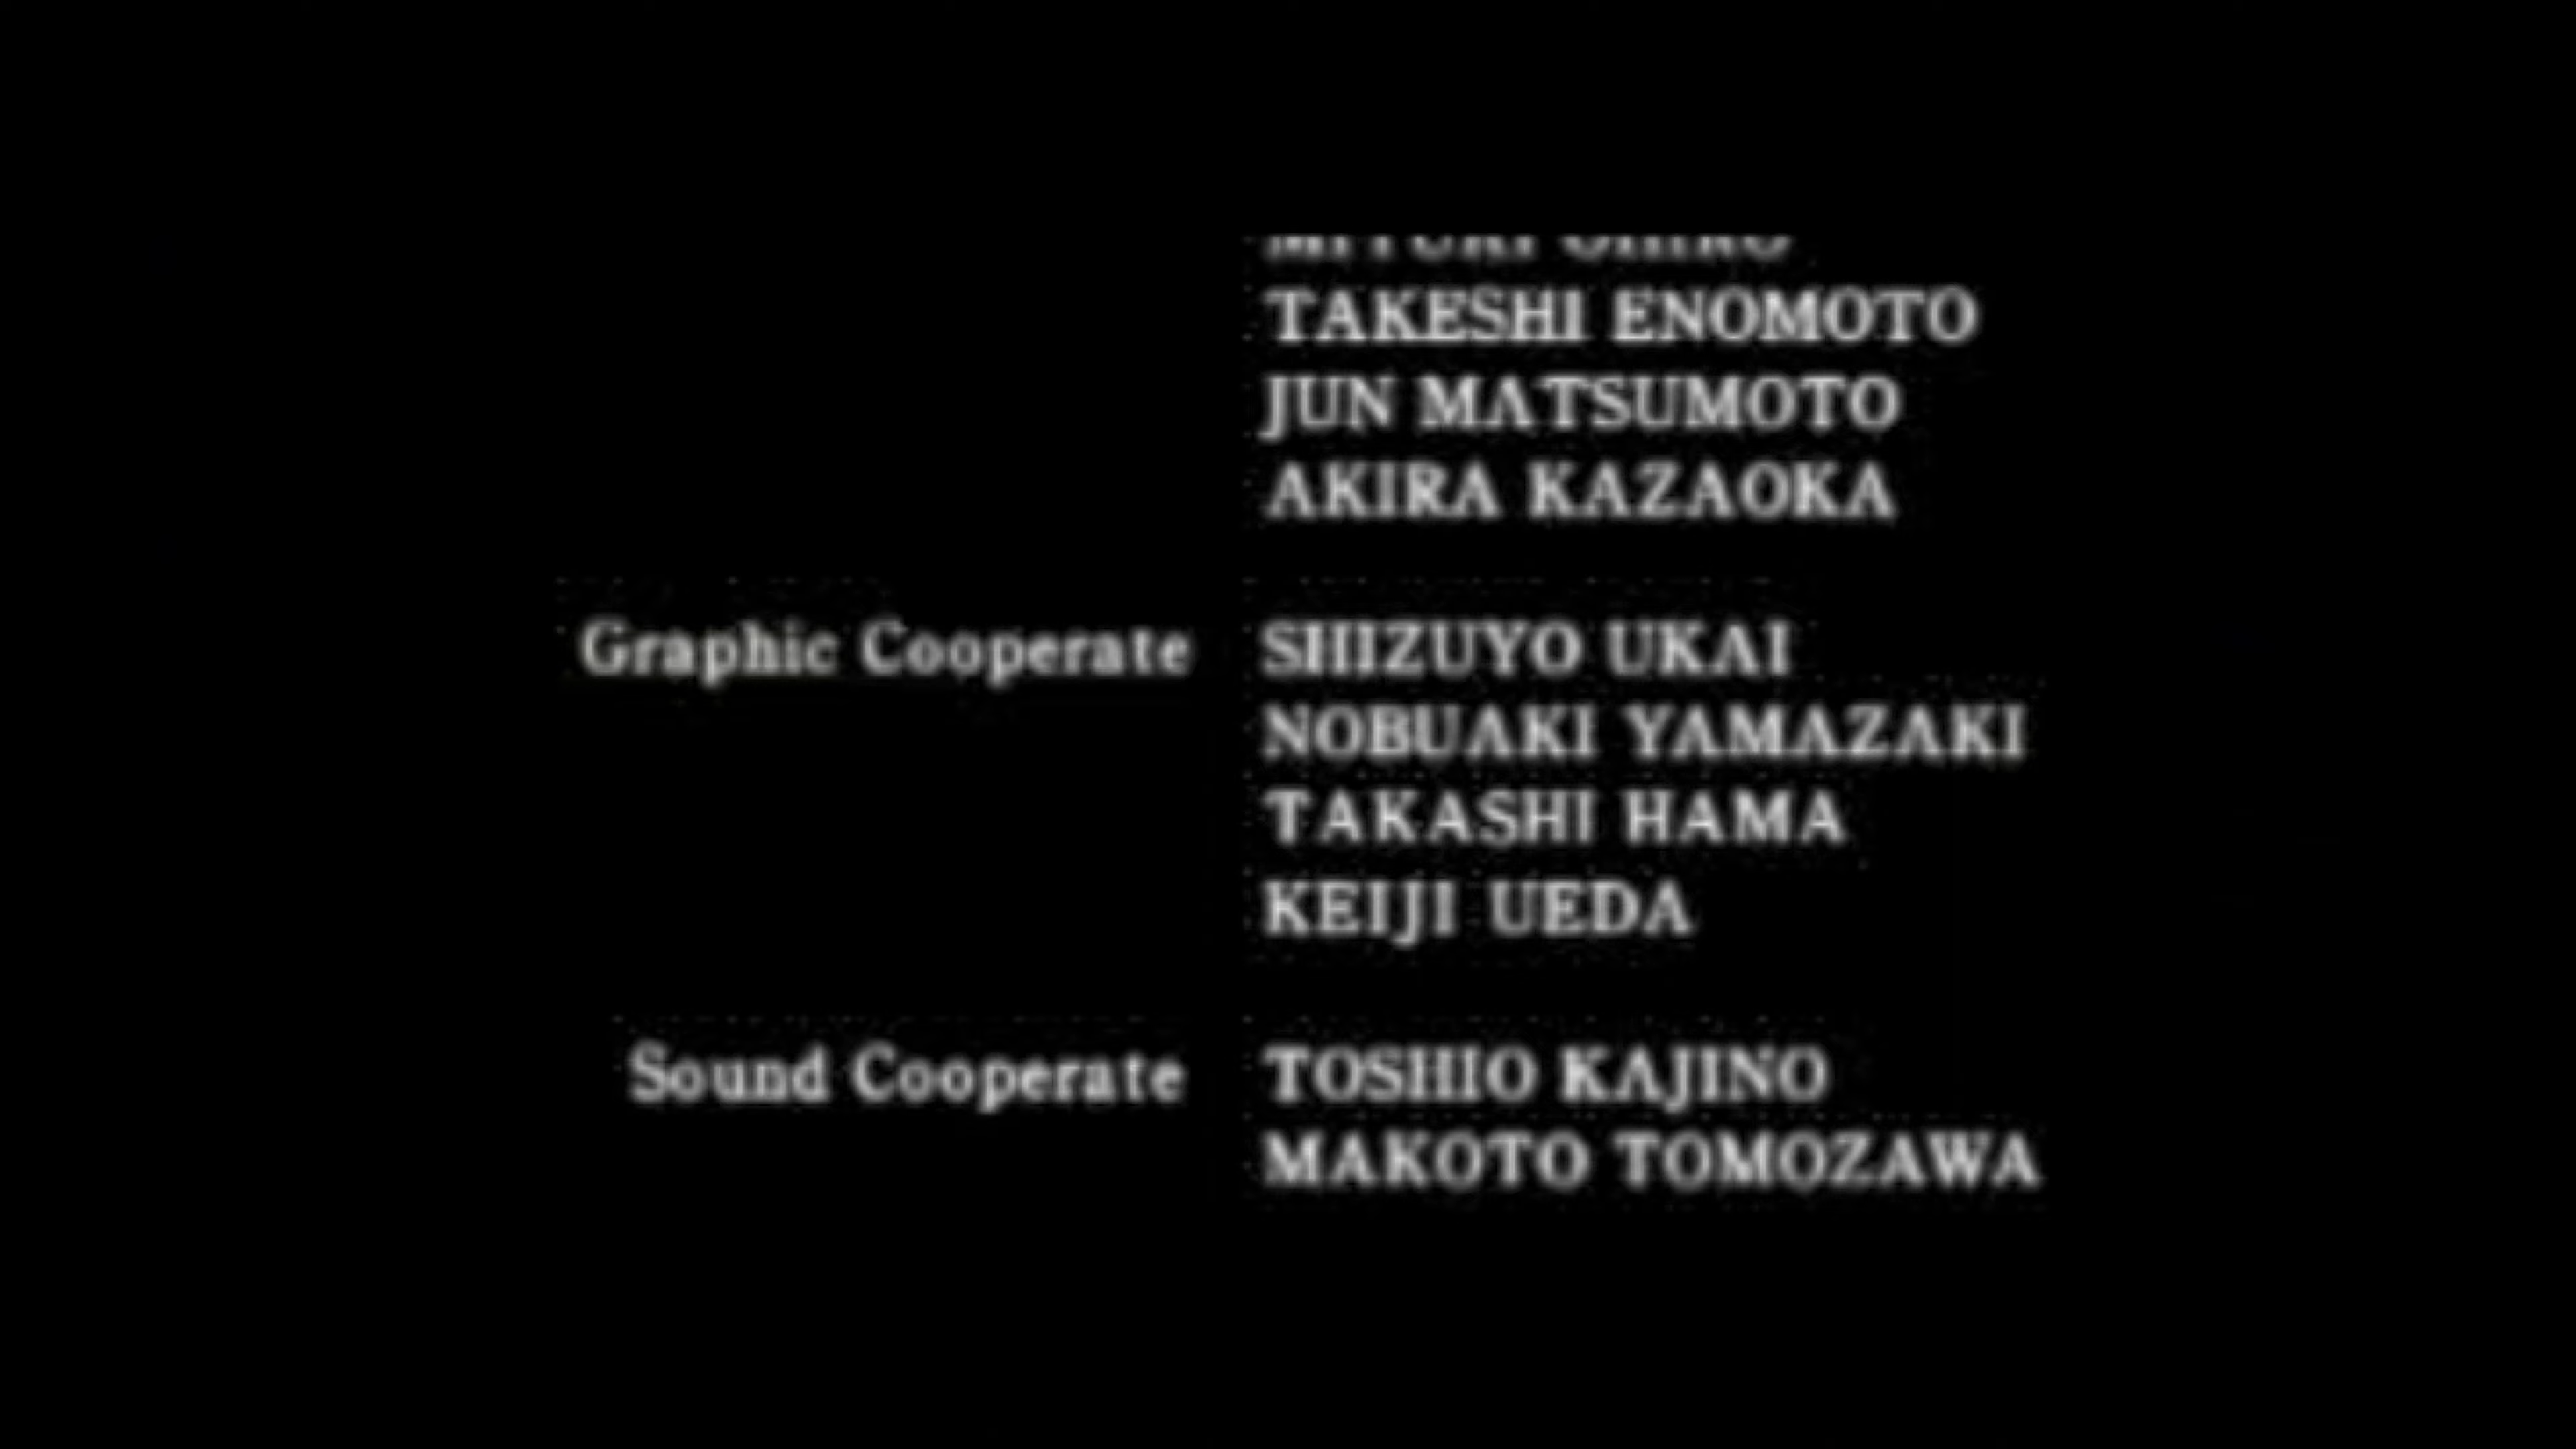 TAKESHI ENOMOTO
JUN MATSUMOTO
AKIRA KAZAOKA
Graphic Cooperate SHIZUYO UKAI
NOBUAKI YAMAZAKI
TAKASHI HAMA
KEIJI UEDA
Sound Cooperate TOSHIO KAJINO
MAKOTO TOMOZAWA